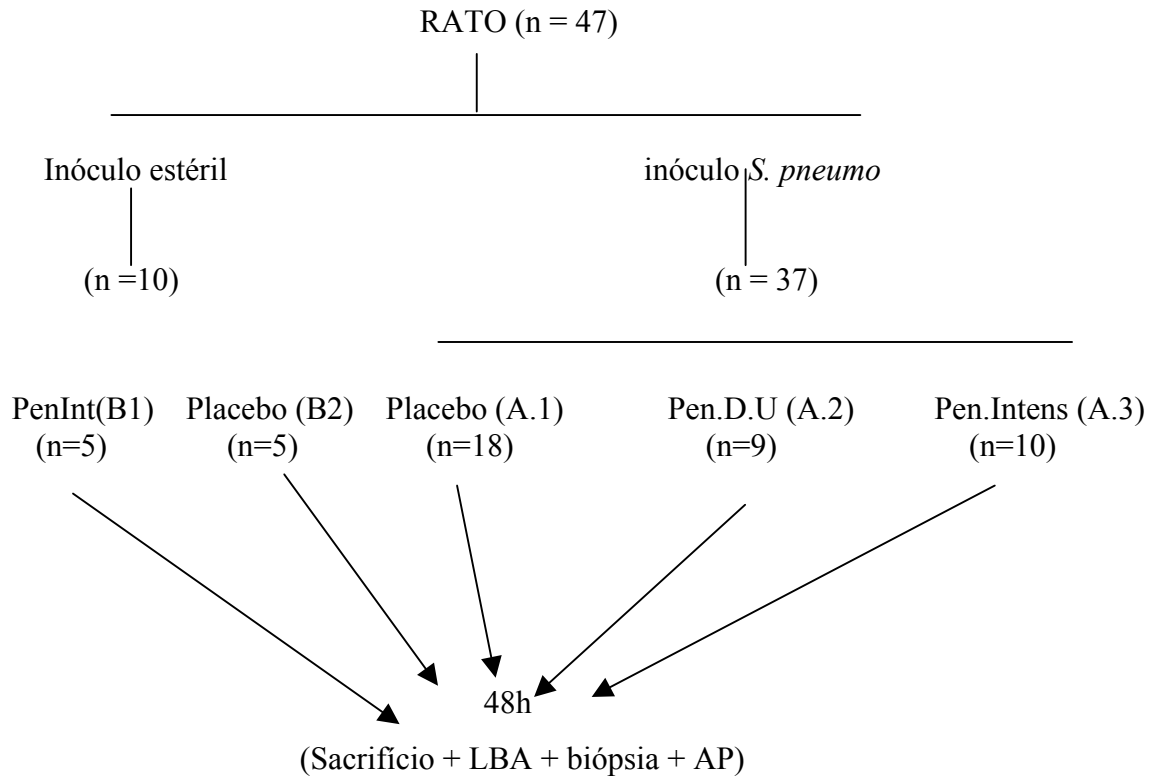 RATO (n = 47)
Inóculo estéril inóculo S. pneumo
(n =10) (n = 37)
PenInt(B1) Placebo (B2) Placebo (A.1) Pen.D.U (A.2) Pen.Intens (A.3)
(n=5) (n=5) (n=18) (n=9) (n=10)
48h
(Sacrifício + LBA + biópsia + AP)